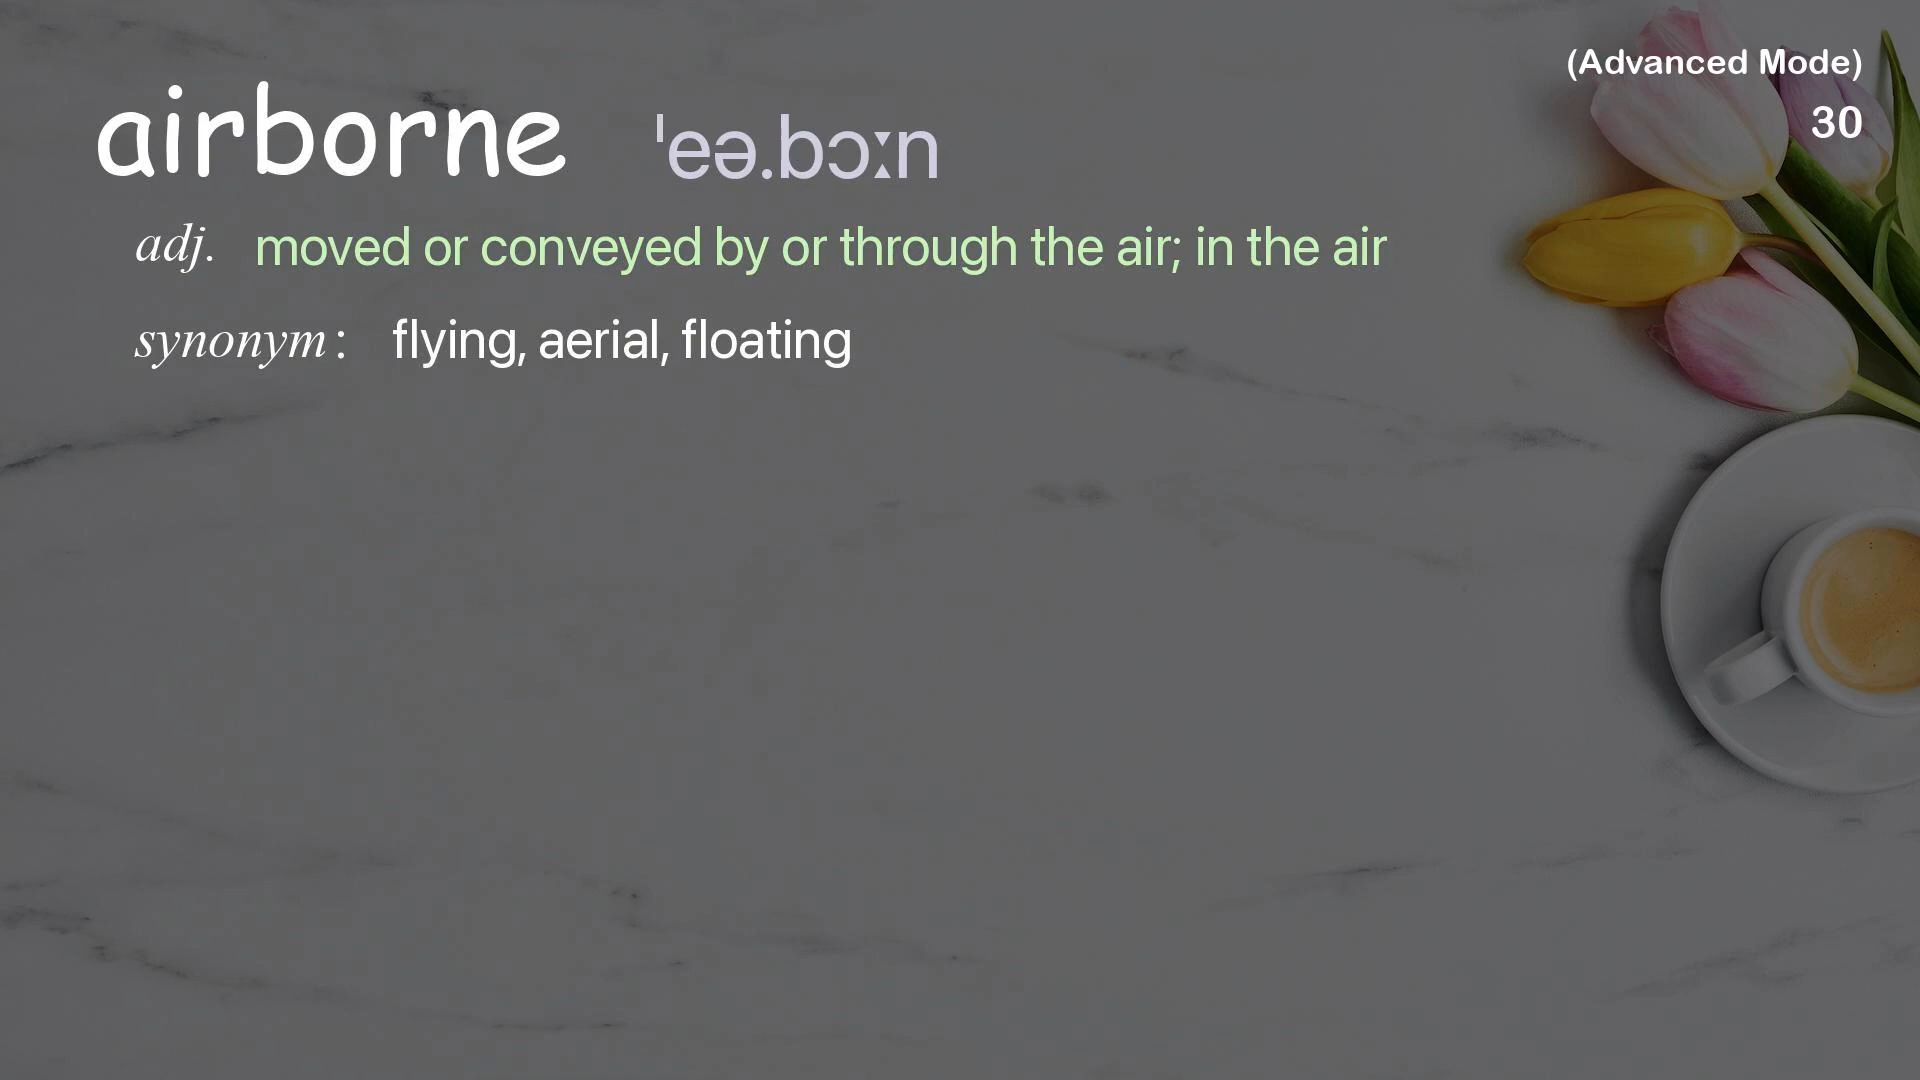 (Advanced Mode)
30
airborne ˈeə.bɔːn
adj. moved or conveyed by or through the air; in the air
synonym : flying, aerial, floating